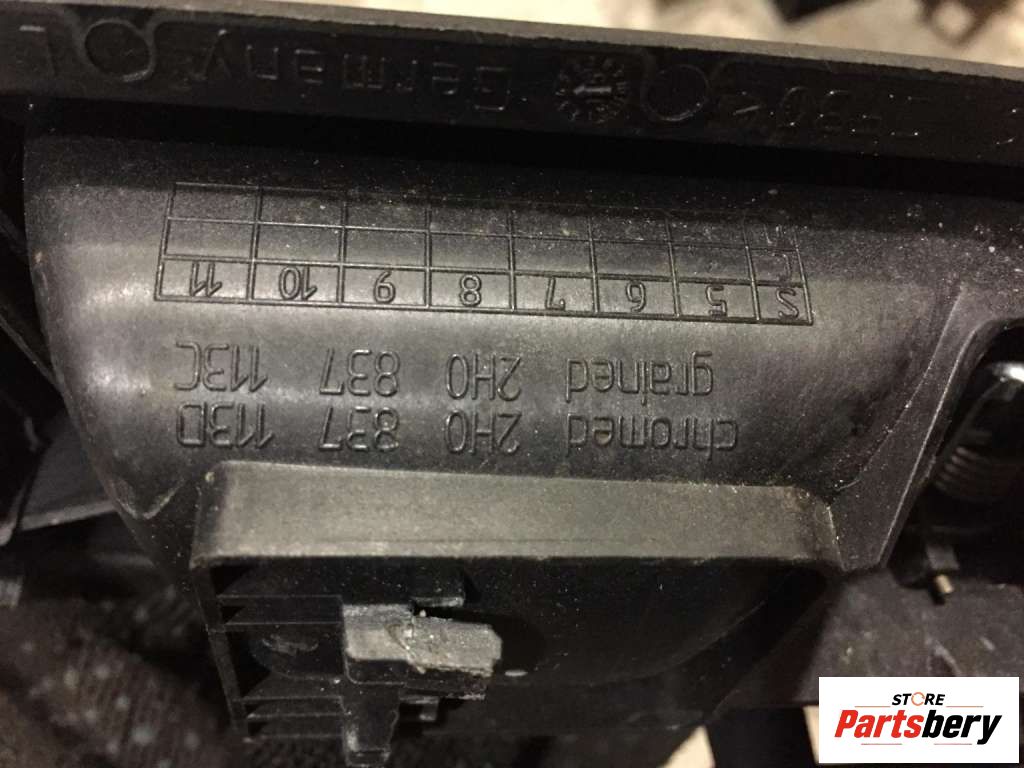 chromed 2H0 837 113D
grained 2H0 837 113C
S 5 6 7 8 9 10 11
Germany
STORE
Partsbery